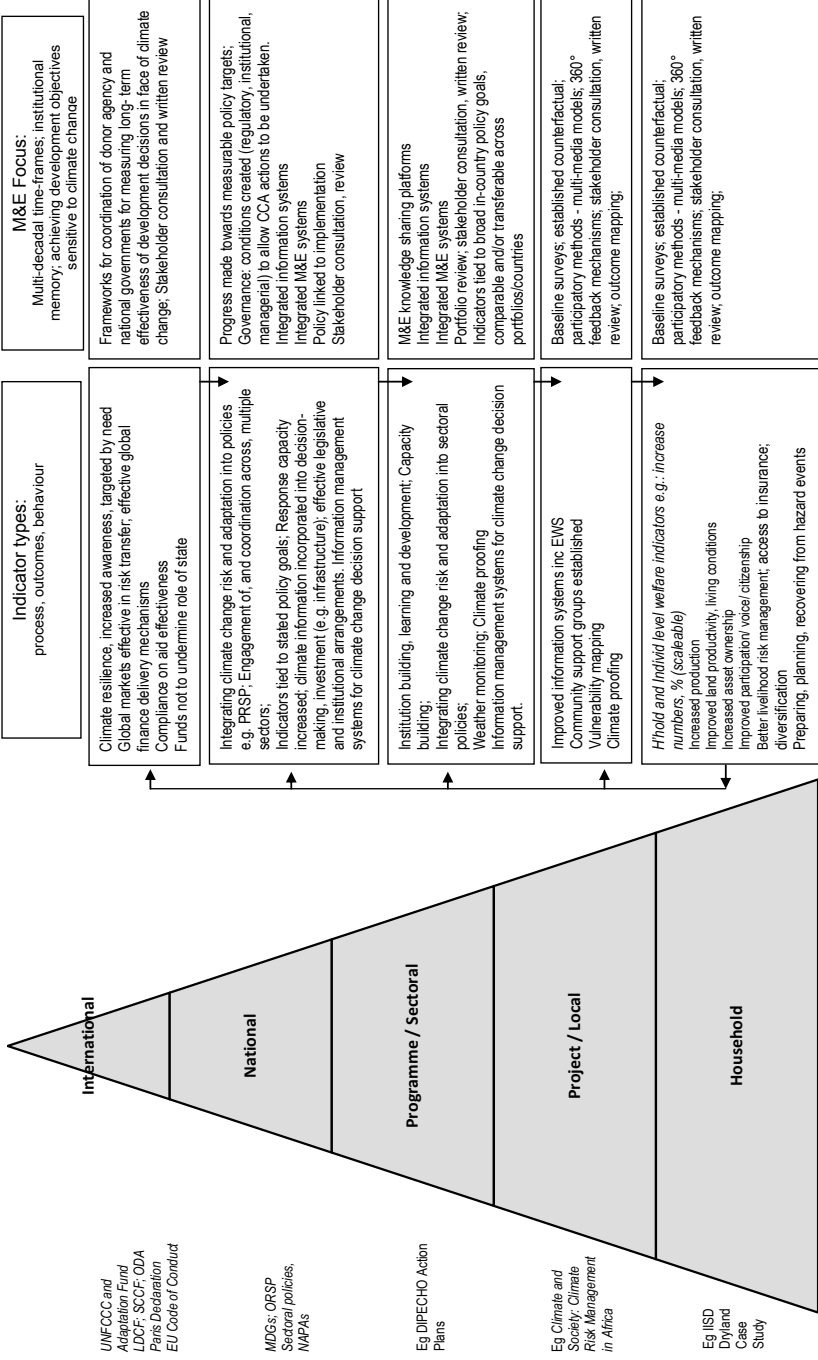 UNFCCC and
Adaptation Fund
LDCF; SCCF; ODA
Paris Declaration
EU Code of Conduct
International
Indicator types:
process, outcomes, behaviour
Climate resilience, increased awareness, targeted by need
Global markets effective in risk transfer; effective global
finance delivery mechanisms
Compliance on aid effectiveness
Funds not to undermine role of state
M&E Focus:
Multi-decadal time-frames; institutional
memory; achieving development objectives
sensitive to climate change
Frameworks for coordination of donor agency and
national governments for measuring long- term
effectiveness of development decisions in face of climate
change; Stakeholder consultation and written review
MDGs; ORSP
Sectoral policies,
NAPAs
National
Integrating climate change risk and adaptation into policies
e.g. PRSP; Engagement of, and coordination across, multiple
sectors;
Indicators tied to stated policy goals; Response capacity
increased; climate information incorporated into decision-
making, investment (e.g. infrastructure); effective legislative
and institutional arrangements. Information management
systems for climate change decision support
Progress made towards measurable policy targets;
Governance: conditions created (regulatory, institutional,
managerial) to allow CCA actions to be undertaken.
Integrated information systems
Integrated M&E systems
Policy linked to implementation
Stakeholder consultation, review
Eg DIPECHO Action
Plans
Programme / Sectoral
Institution building, learning and development; Capacity
building;
Integrating climate change risk and adaptation into sectoral
policies;
Weather monitoring; Climate proofing
Information management systems for climate change decision
support.
M&E knowledge sharing platforms
Integrated information systems
Integrated M&E systems
Portfolio review; stakeholder consultation, written review;
Indicators tied to broad in-country policy goals,
comparable and/or transferable across
portfolios/countries
Eg Climate and
Society: Climate
Risk Management
in Africa
Project / Local
Improved information systems inc EWS
Community support groups established
Vulnerability mapping
Climate proofing
Baseline surveys; established counterfactual;
participatory methods - multi-media models; 360°
feedback mechanisms; stakeholder consultation, written
review; outcome mapping;
Eg IISD
Dryland
Case
Study
Household
H'hold and Individ level welfare indicators e.g.: increase
numbers, % (scaleable)
Increased production
Improved land productivity, living conditions
Increased asset ownership
Improved participation/ voice/ citizenship
Better livelihood risk management; access to insurance;
diversification
Preparing, planning, recovering from hazard events
Baseline surveys; established counterfactual;
participatory methods - multi-media models; 360°
feedback mechanisms; stakeholder consultation, written
review; outcome mapping;